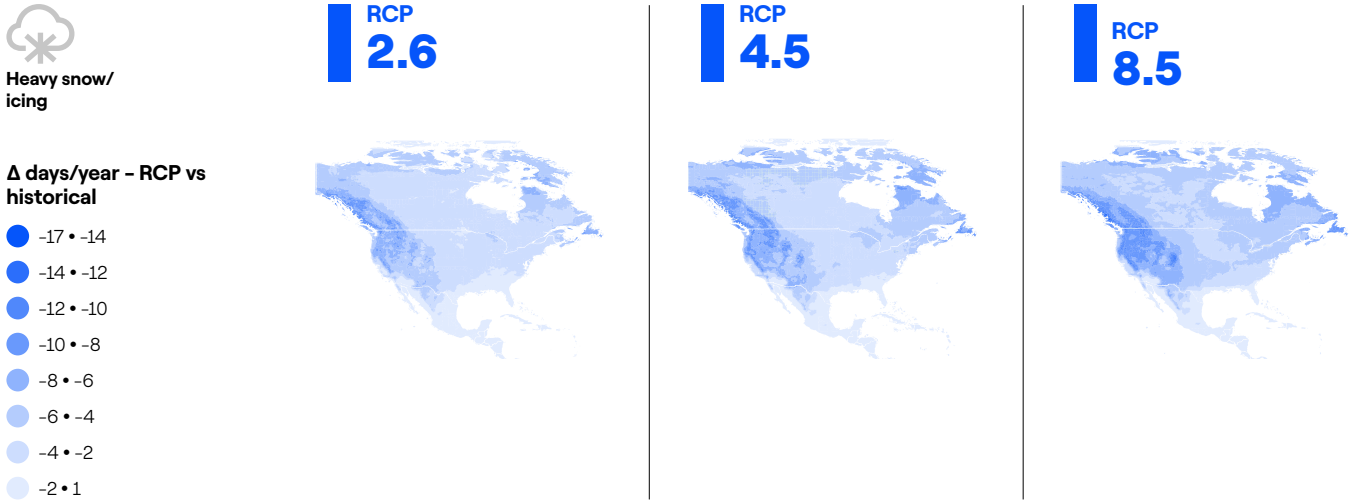 Heavy snow/
icing
RCP
2.6
RCP
4.5
RCP
8.5
Δ days/year – RCP vs
historical
-17 • -14
-14 • -12
-12 • -10
-10 • -8
-8 • -6
-6 • -4
-4 • -2
-2 • 1